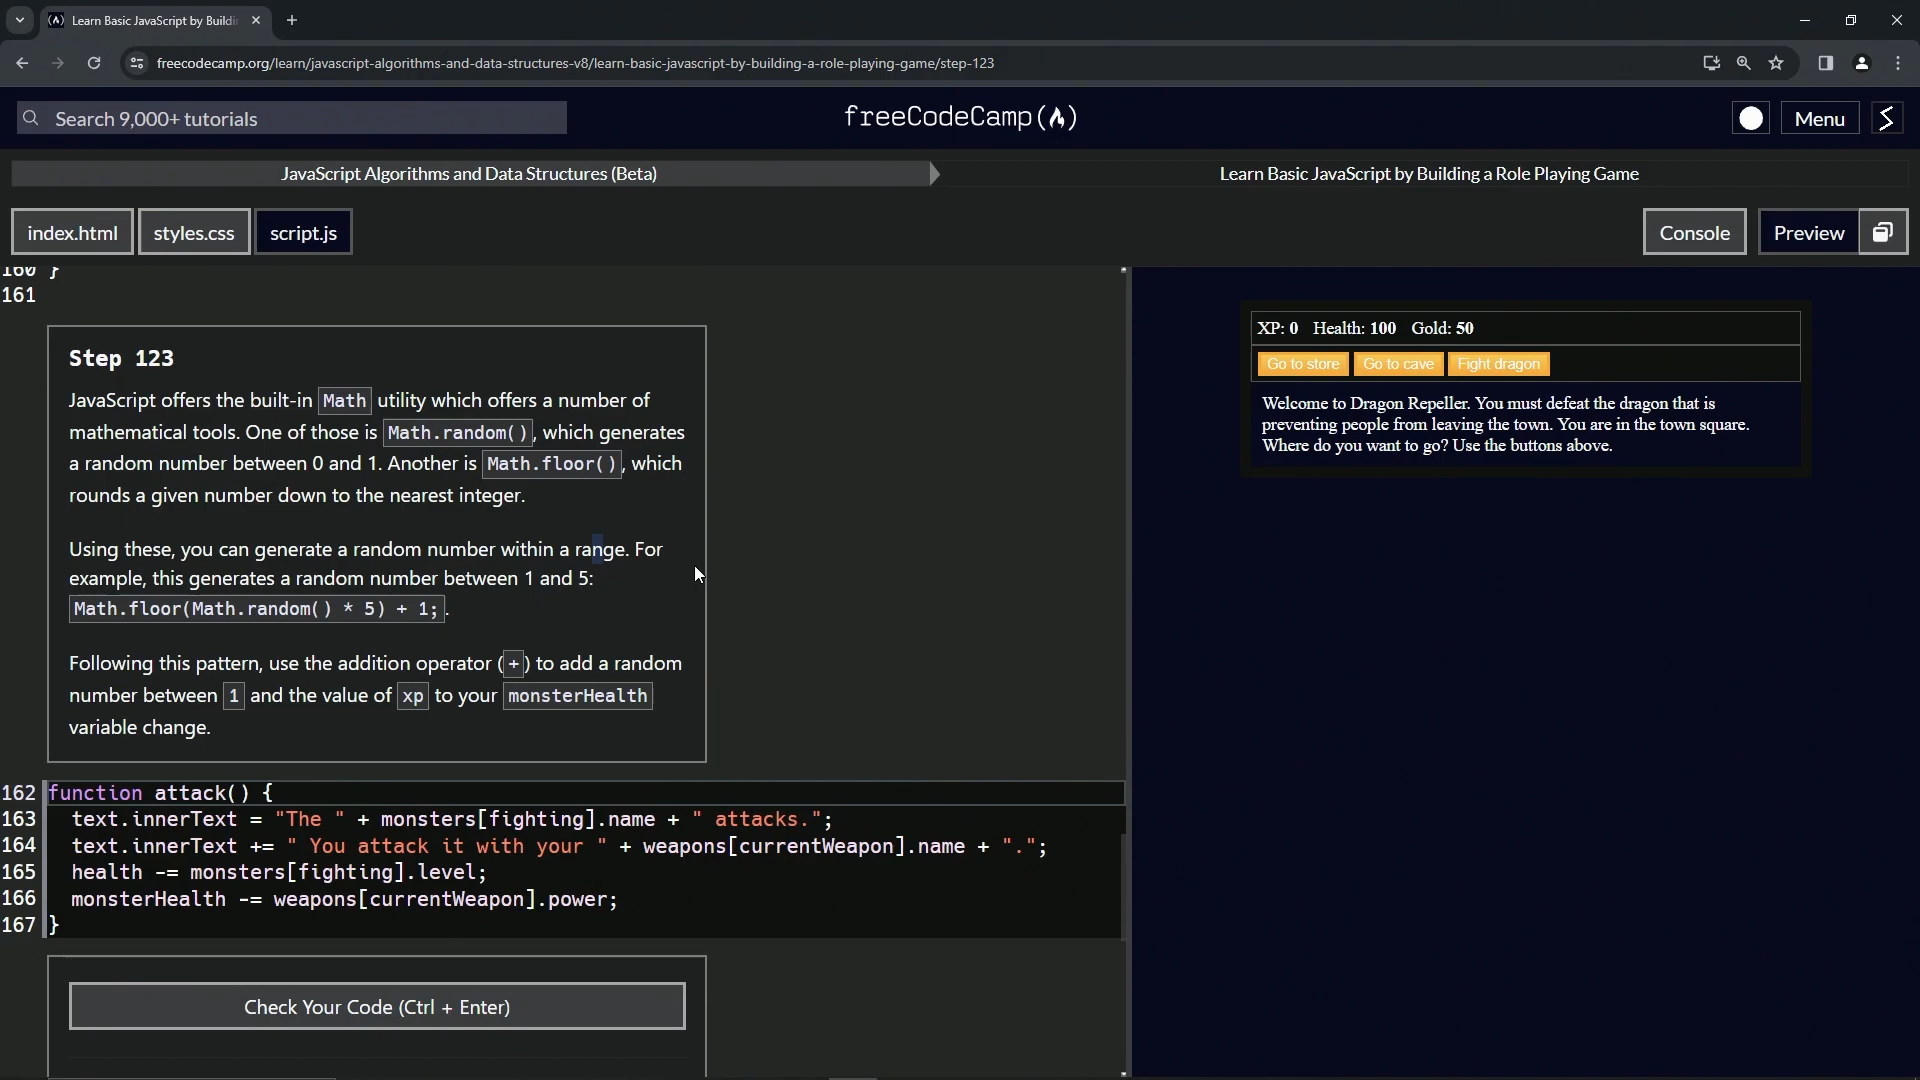 Learn Basic JavaScript by Buildi
freecodecamp.org/learn/javascript-algorithms-and-data-structures-v8/learn-basic-javascript-by-building-a-role-playing-game/step-123
Search 9,000+ tutorials
freeCodeCamp
Menu
JavaScript Algorithms and Data Structures (Beta)
Learn Basic JavaScript by Building a Role Playing Game
index.html styles.css script.js
Console Preview
160 }
161
Step 123
JavaScript offers the built-in Math utility which offers a number of
mathematical tools. One of those is Math.random(), which generates
a random number between 0 and 1. Another is Math.floor(), which
rounds a given number down to the nearest integer.
Using these, you can generate a random number within a range. For
example, this generates a random number between 1 and 5:
Math.floor(Math.random() * 5) + 1;.
Following this pattern, use the addition operator (+) to add a random
number between 1 and the value of xp to your monsterHealth
variable change.
162 function attack() {
163 text.innerText = "The " + monsters[fighting].name + " attacks.";
164 text.innerText += " You attack it with your " + weapons[currentWeapon].name + ".";
165 health -= monsters[fighting].level;
166 monsterHealth -= weapons[currentWeapon].power;
167 }
Check Your Code (Ctrl + Enter)
XP: 0 Health: 100 Gold: 50
Go to store Go to cave Fight dragon
Welcome to Dragon Repeller. You must defeat the dragon that is
preventing people from leaving the town. You are in the town square.
Where do you want to go? Use the buttons above.